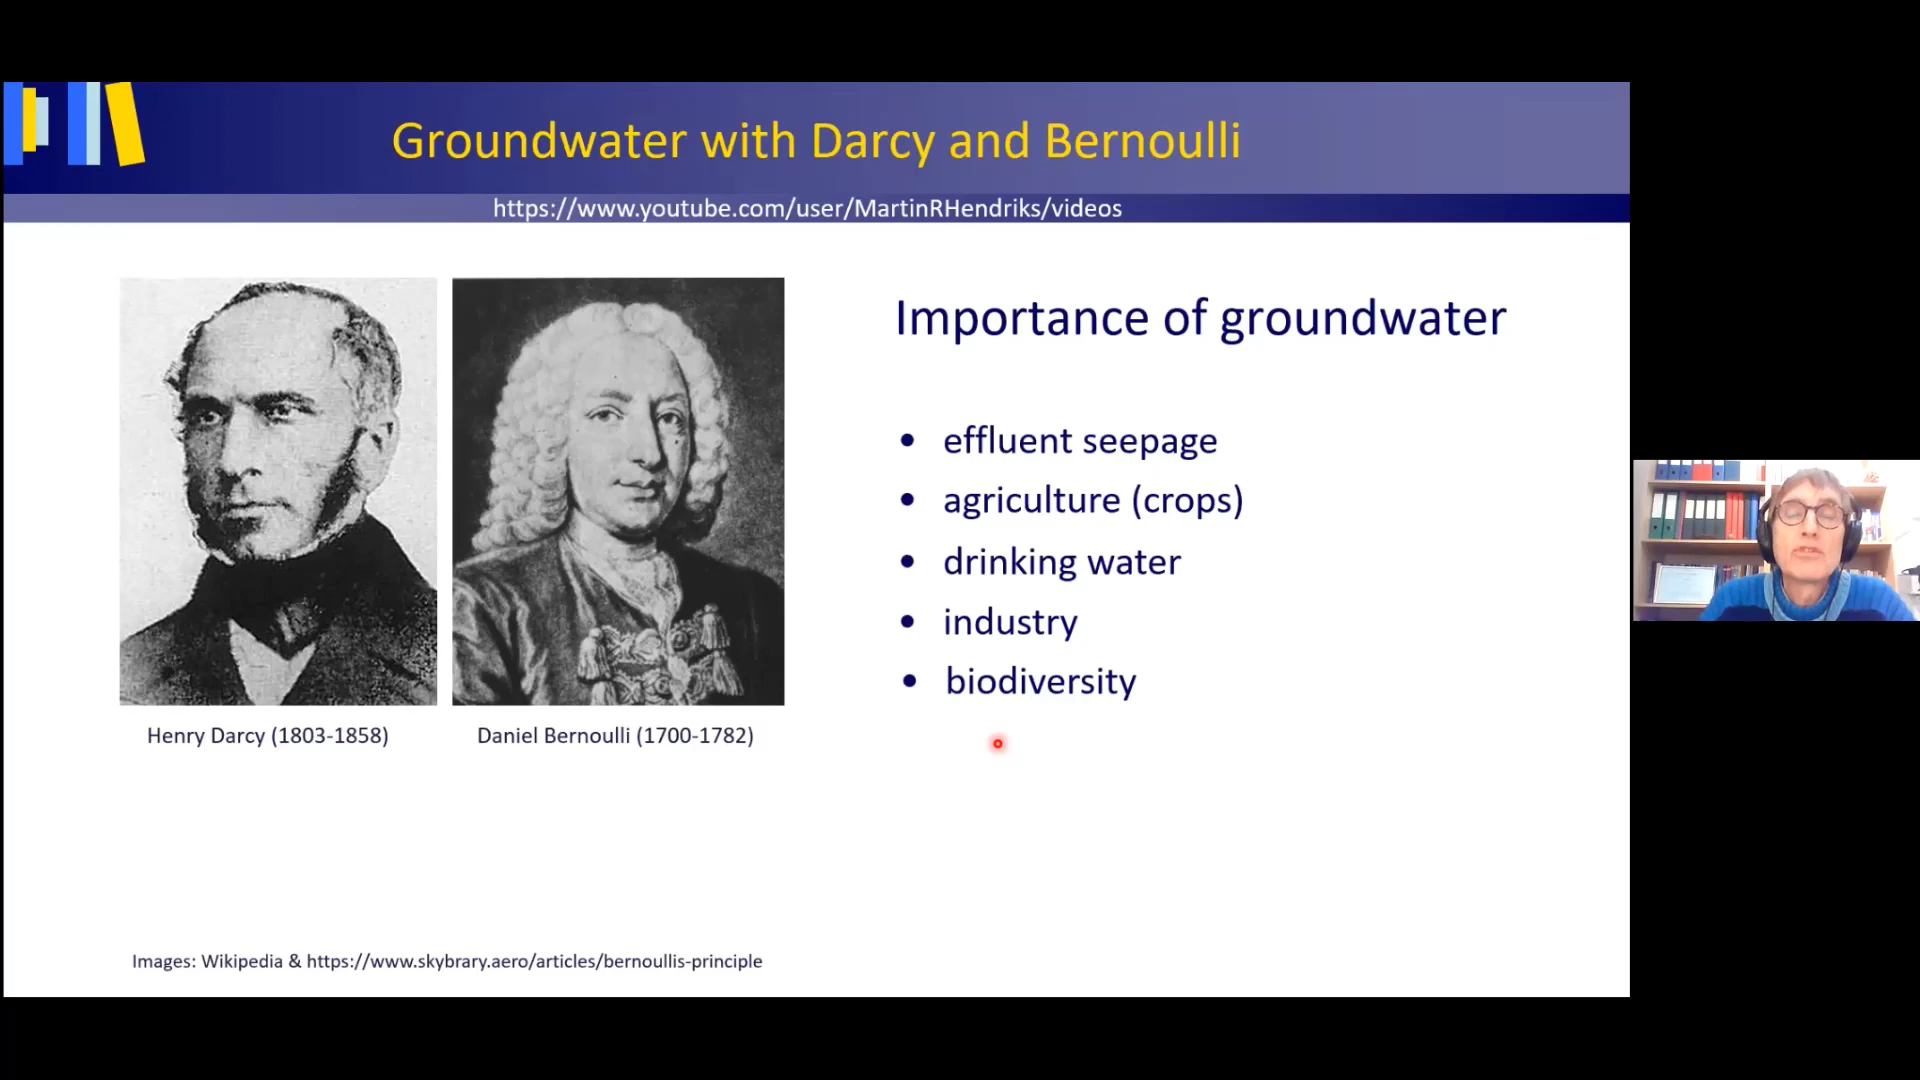 Groundwater with Darcy and Bernoulli
https://www.youtube.com/user/MartinRHendriks/videos
Importance of groundwater
• effluent seepage
• agriculture (crops)
• drinking water
• industry
• biodiversity
Henry Darcy (1803-1858)
Daniel Bernoulli (1700-1782)
Images: Wikipedia & https://www.skybrary.aero/articles/bernoullis-principle